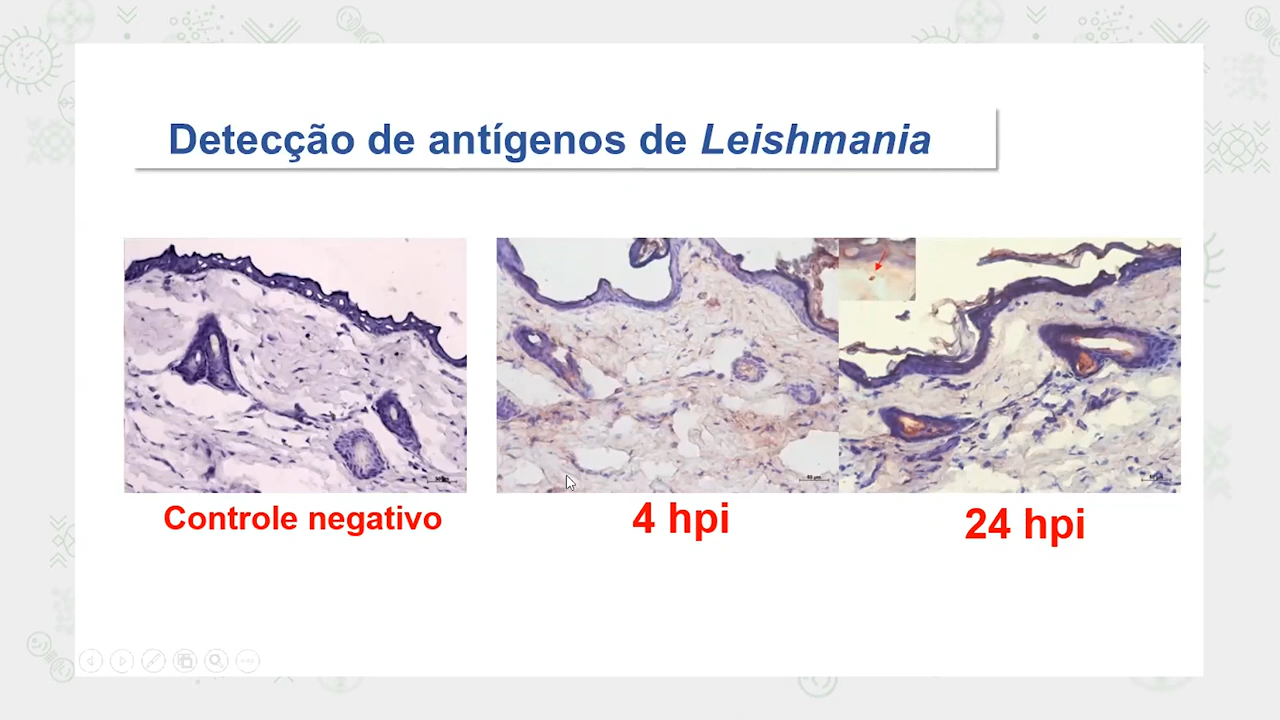 Detecção de antígenos de Leishmania
Controle negativo
4 hpi
24 hpi